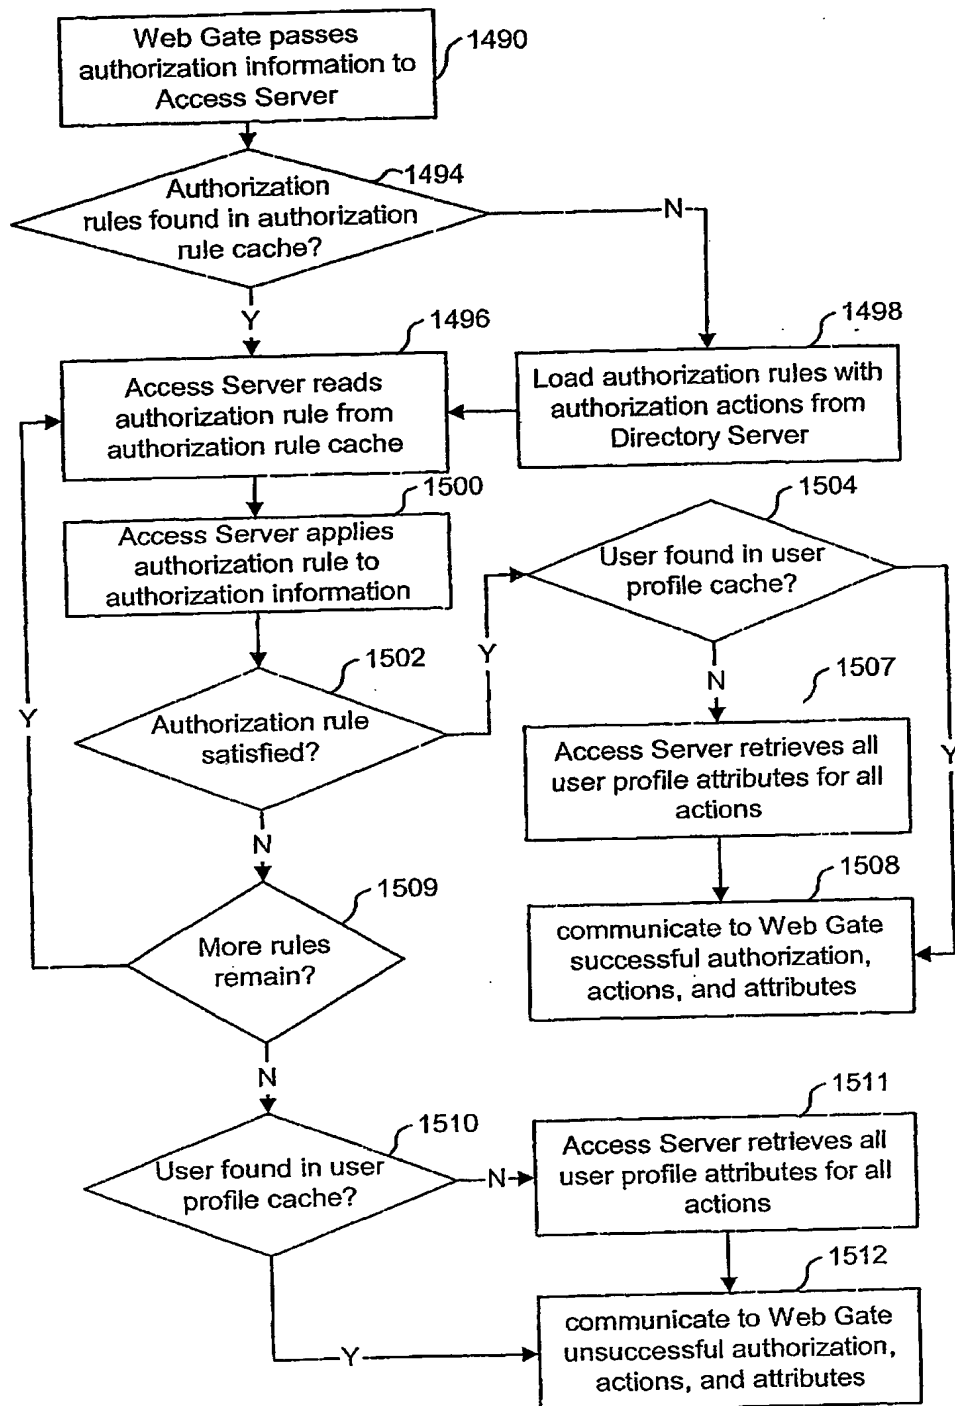 Web Gate passes
authorization information to
Access Server
1490
1494
Authorization
rules found in authorization
rule cache?
N
Y
1496
1498
Access Server reads
authorization rule from
authorization rule cache
Load authorization rules with
authorization actions from
Directory Server
1500
1504
Access Server applies
authorization rule to
authorization information
User found in user
profile cache?
1502
Y
N
1507
Y
Authorization rule
satisfied?
Access Server retrieves all
user profile attributes for all
actions
Y
N
1509
1508
More rules
remain?
communicate to Web Gate
successful authorization,
actions, and attributes
N
1510
1511
User found in user
profile cache?
N
Access Server retrieves all
user profile attributes for all
actions
1512
Y
communicate to Web Gate
unsuccessful authorization,
actions, and attributes